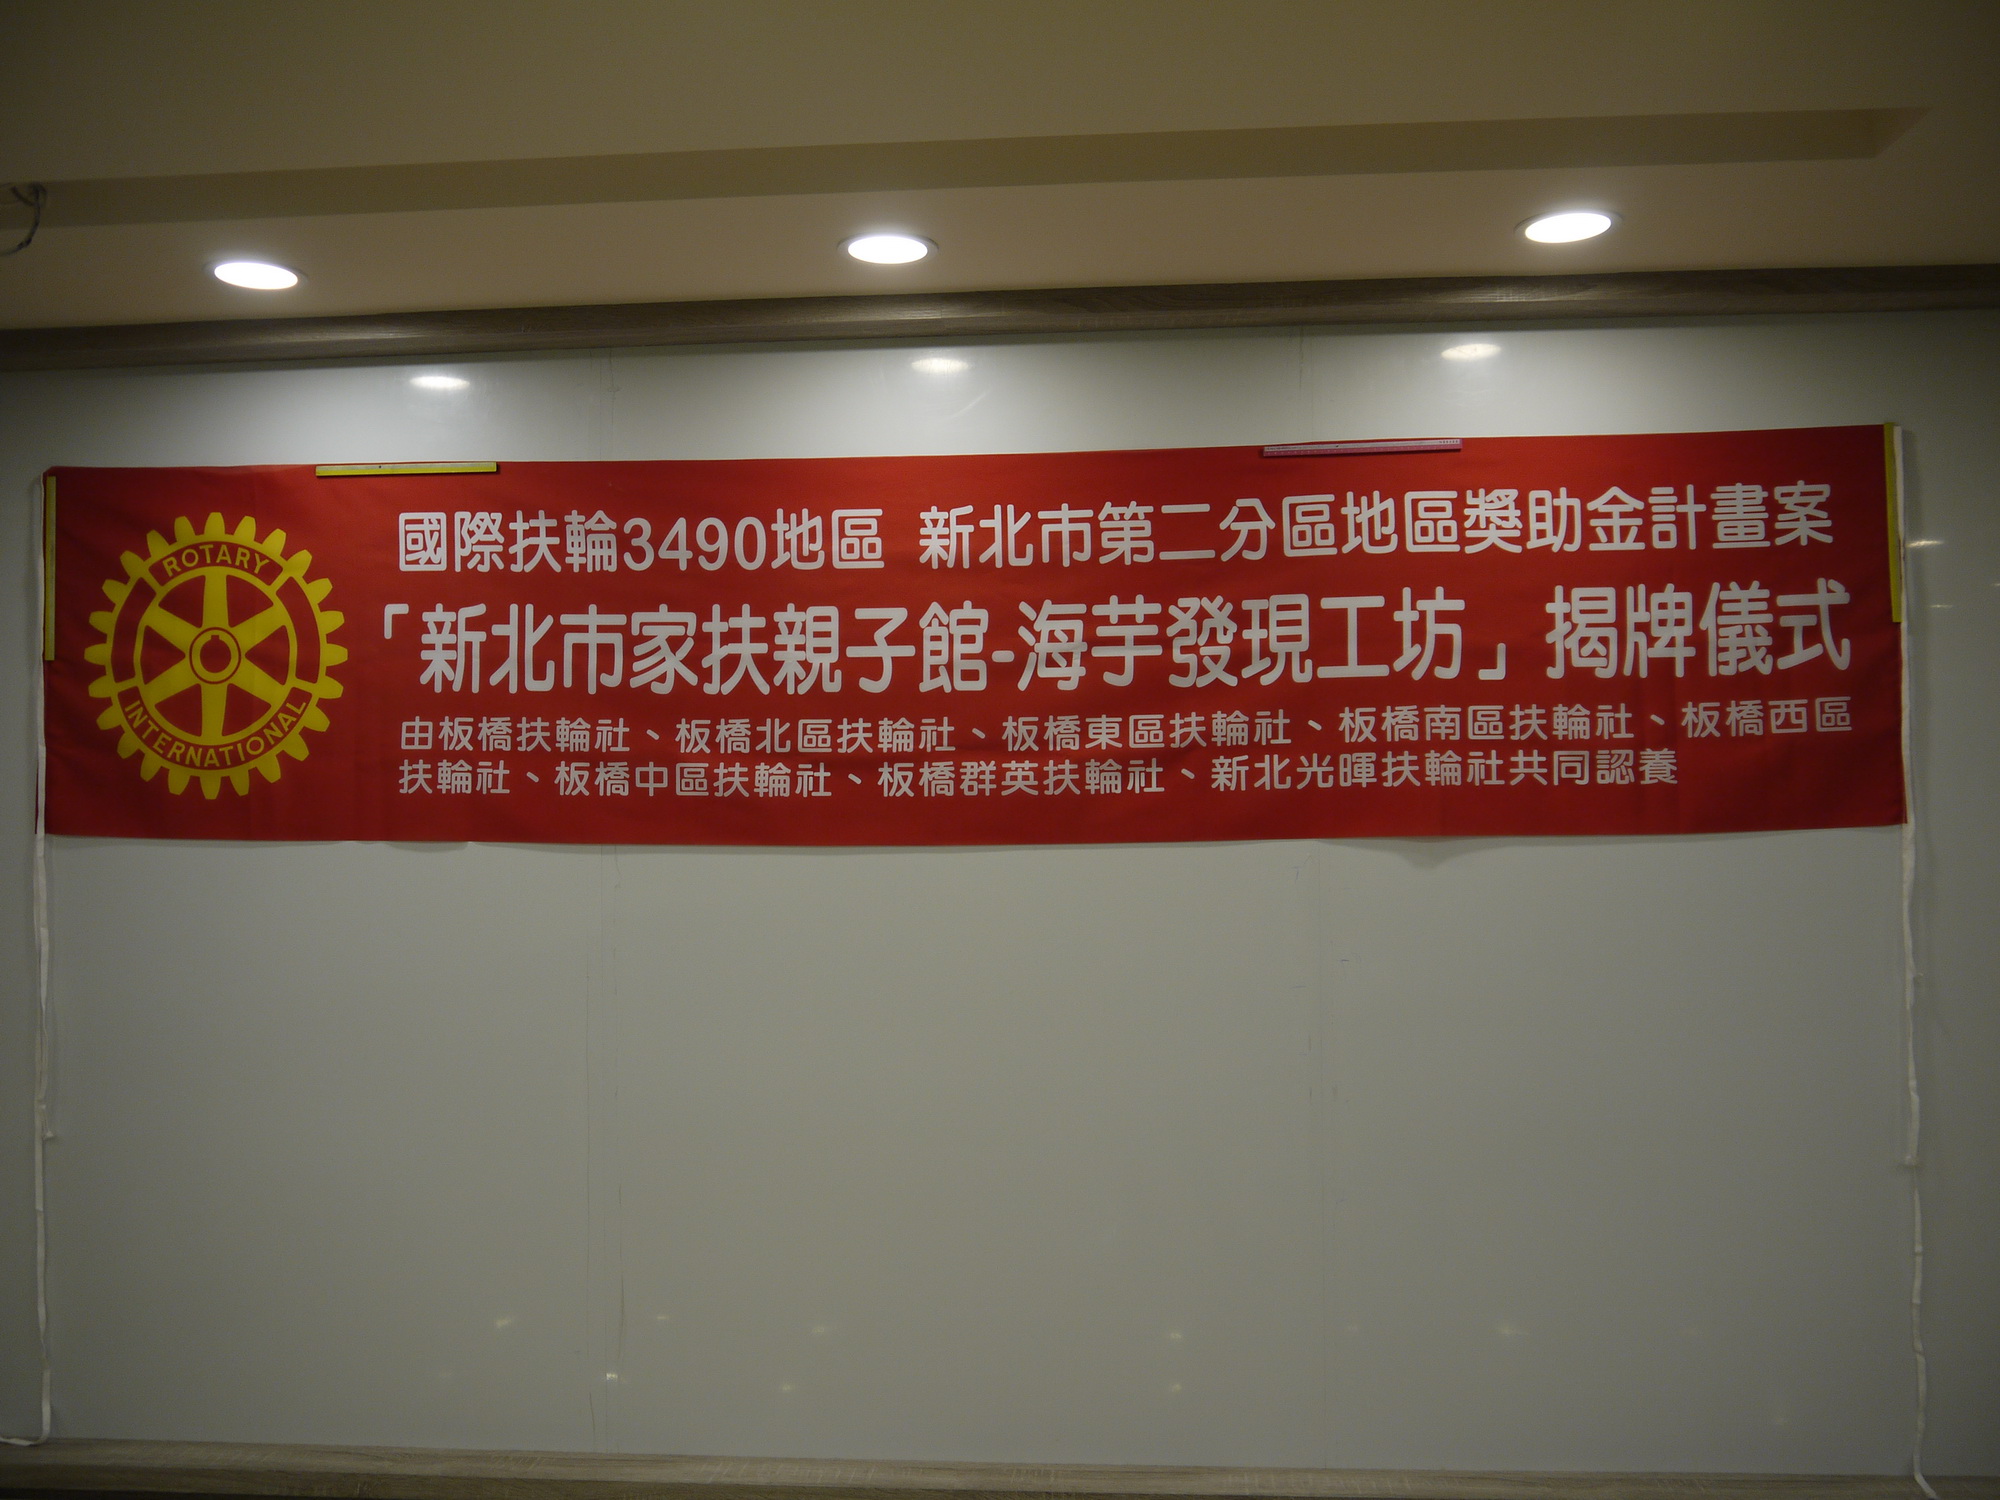 ROTARY
INTERNATIONAL
國際扶輪3490地區 新北市第二分區地區獎助金計畫案
「新北市家扶親子館-海芋發現工坊」揭牌儀式
由板橋扶輪社、板橋北區扶輪社、板橋東區扶輪社、板橋南區扶輪社、板橋西區
扶輪社、板橋中區扶輪社、板橋群英扶輪社、新北光暉扶輪社共同認養